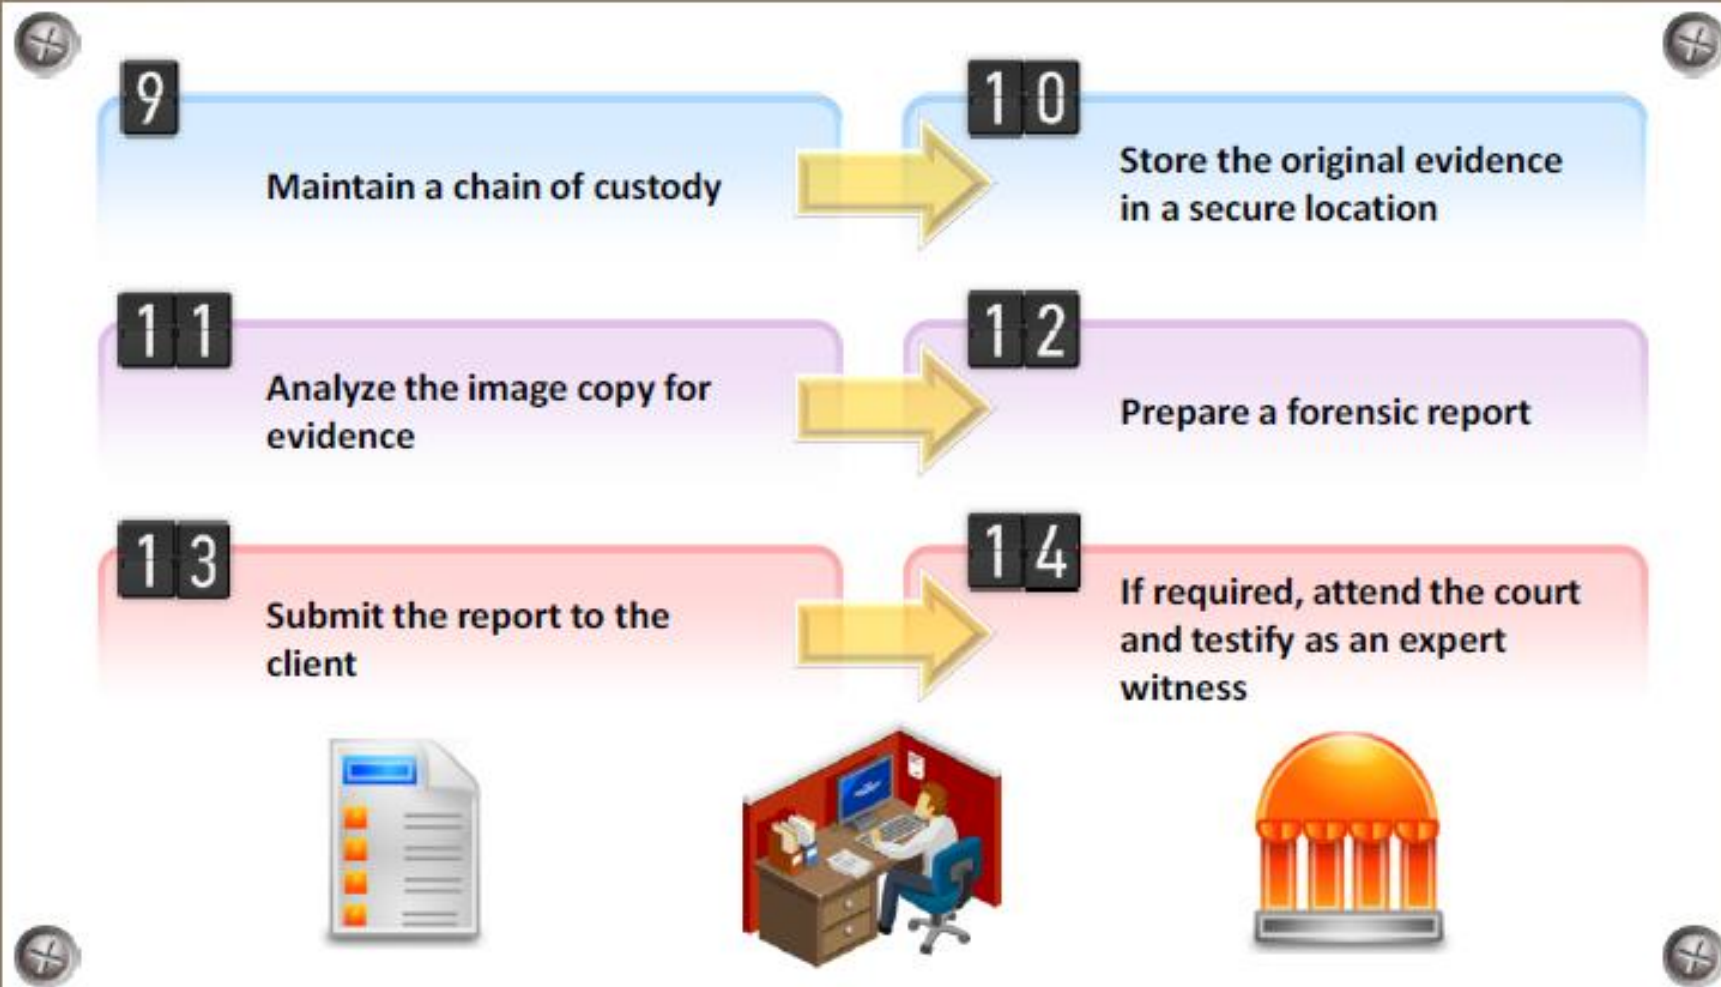 9
Maintain a chain of custody
10
Store the original evidence
in a secure location
11
Analyze the image copy for
evidence
12
Prepare a forensic report
13
Submit the report to the
client
14
If required, attend the court
and testify as an expert
witness